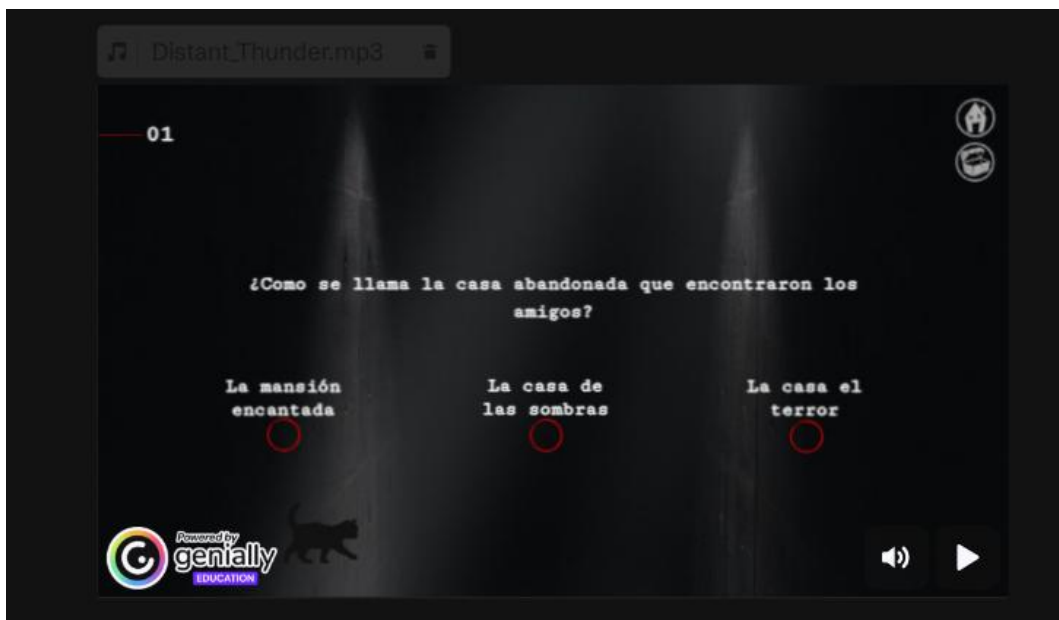 Distant_Thunder.mp3
01
¿Como se llama la casa abandonada que encontraron los
amigos?
La mansión
encantada
La casa de
las sombras
La casa el
terror
Powered by
genially
EDUCATION